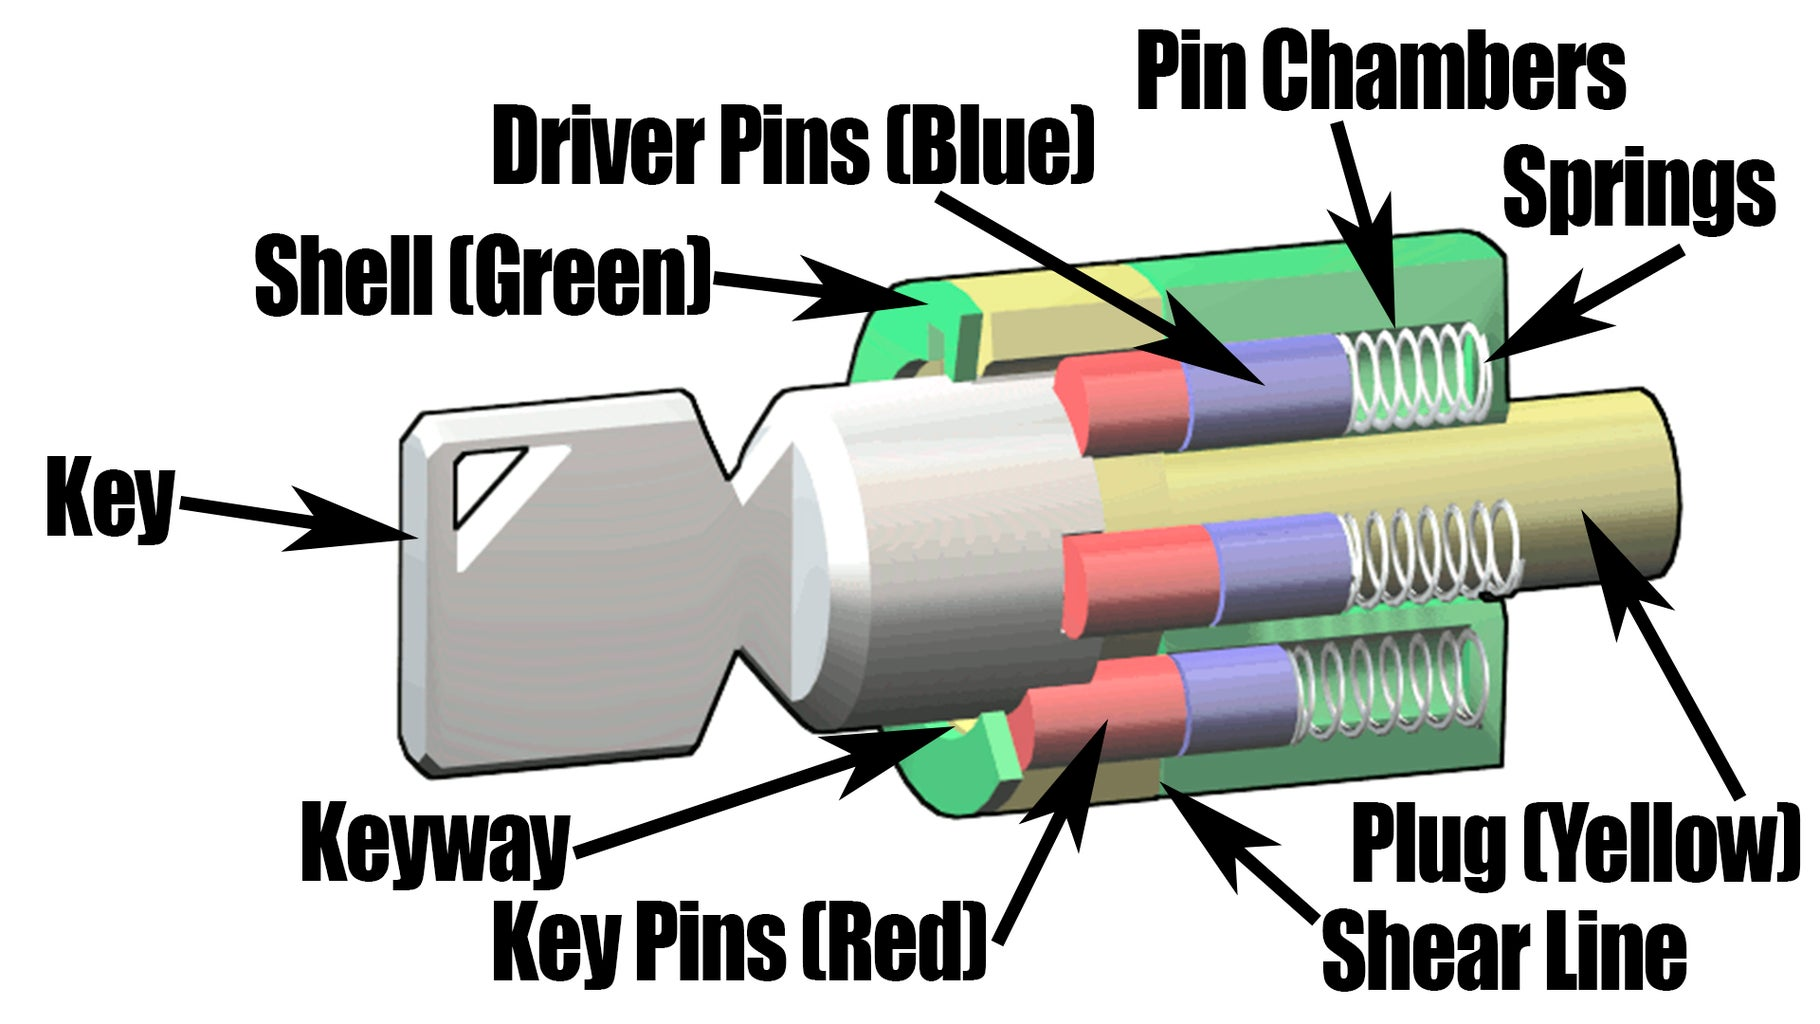 Pin Chambers
Driver Pins (Blue)
Springs
Shell (Green)
Key
Keyway
Plug (Yellow)
Key Pins (Red)
Shear Line